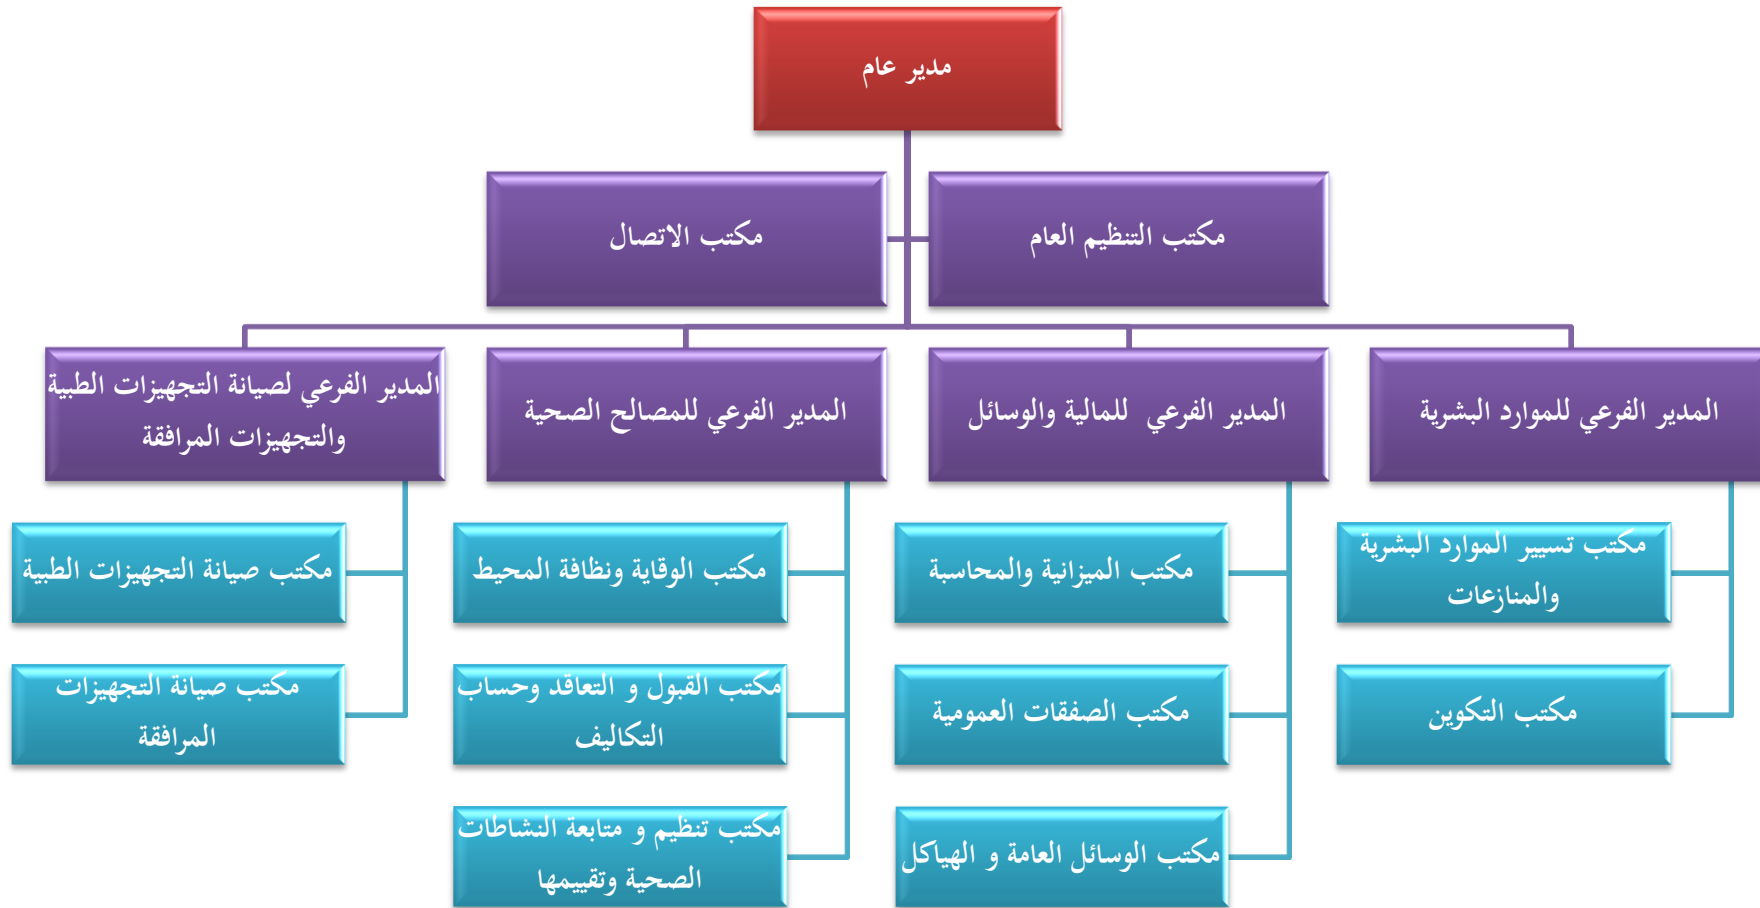 مدير عام
مكتب التنظيم العام
مكتب الاتصال
المدير الفرعي للموارد البشرية
المدير الفرعي للمالية والوسائل
المدير الفرعي للمصالح الصحية
المدير الفرعي لصيانة التجهيزات الطبية
والتجهيزات المرافقة
مكتب تسيير الموارد البشرية
والمنازعات
مكتب الميزانية والمحاسبة
مكتب الوقاية ونظافة المحيط
مكتب صيانة التجهيزات الطبية
مكتب التكوين
مكتب الصفقات العمومية
مكتب القبول و التعاقد وحساب
التكاليف
مكتب صيانة التجهيزات
المرافقة
مكتب الوسائل العامة و الهياكل
مكتب تنظيم و متابعة النشاطات
الصحية وتقييمها